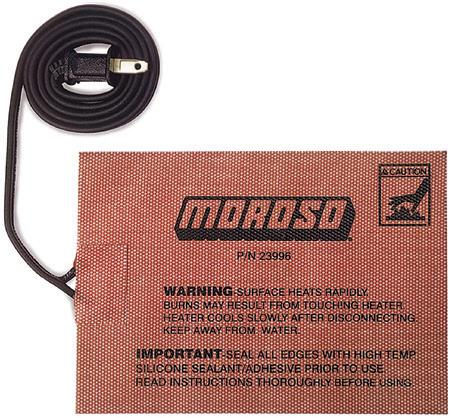 CAUTION
MOROSO
P/N 23996
WARNING-SURFACE HEATS RAPIDLY.
BURNS MAY RESULT FROM TOUCHING HEATER.
HEATER COOLS SLOWLY AFTER DISCONNECTING.
KEEP AWAY FROM WATER.
IMPORTANT-SEAL ALL EDGES WITH HIGH TEMP
SILICONE SEALANT/ADHESIVE PRIOR TO USE
READ INSTRUCTIONS THOROUGHLY BEFORE USING.